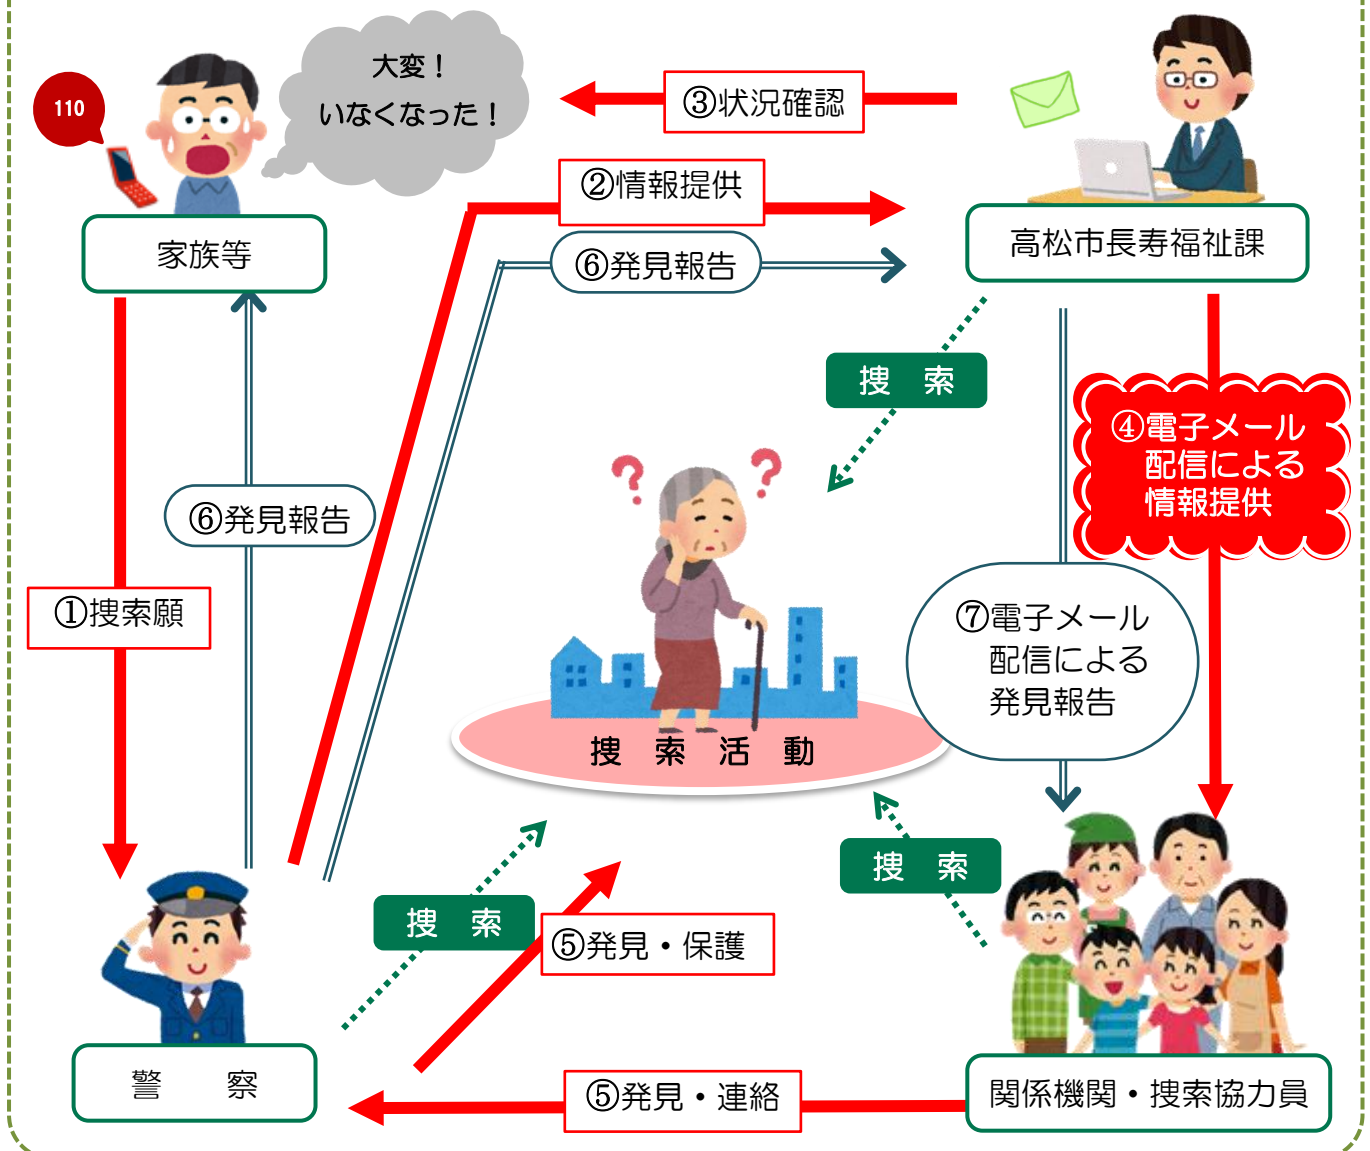 大変！
いなくなった！
110
③状況確認
②情報提供
家族等
⑥発見報告
高松市長寿福祉課
捜　索
④電子メール
配信による
情報提供
⑥発見報告
①捜索願
⑦電子メール
配信による
発見報告
捜 索 活 動
捜　索
捜　索
⑤発見・保護
警　　察
⑤発見・連絡
関係機関・捜索協力員